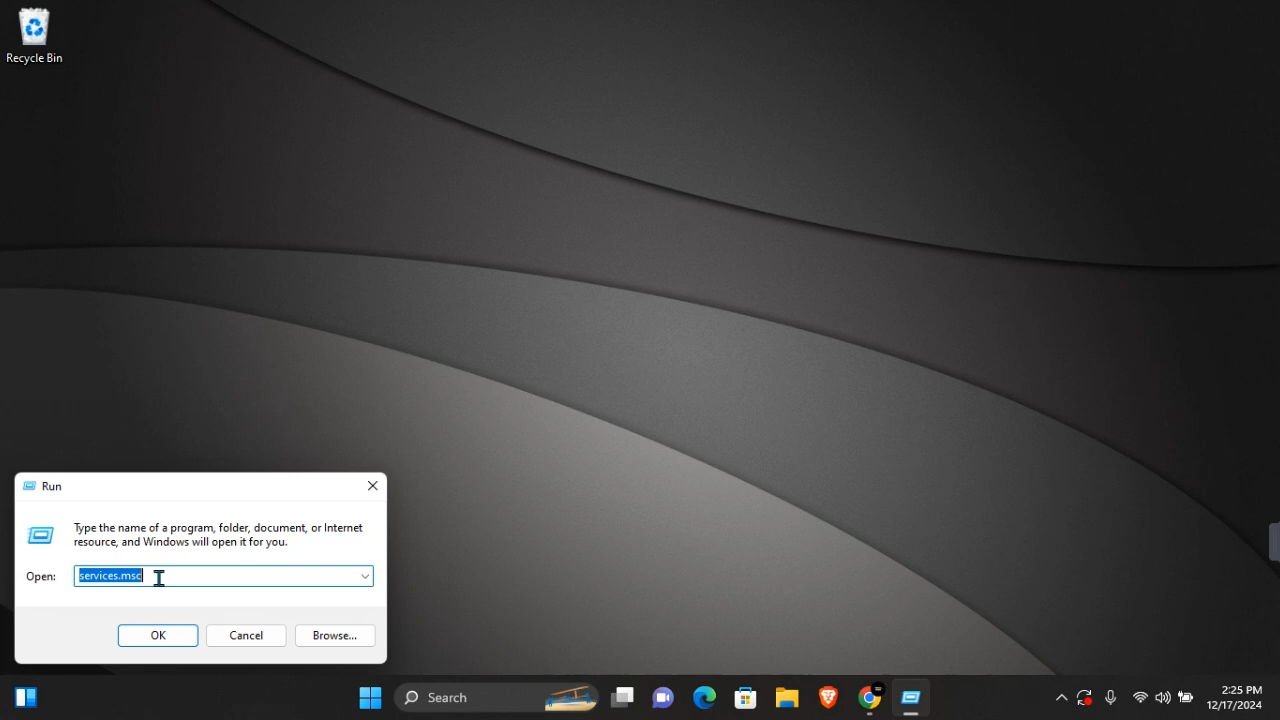 Recycle Bin
Run
Type the name of a program, folder, document, or Internet
resource, and Windows will open it for you.
Open: services.msc
OK Cancel Browse...
Search
2:25 PM
12/17/2024